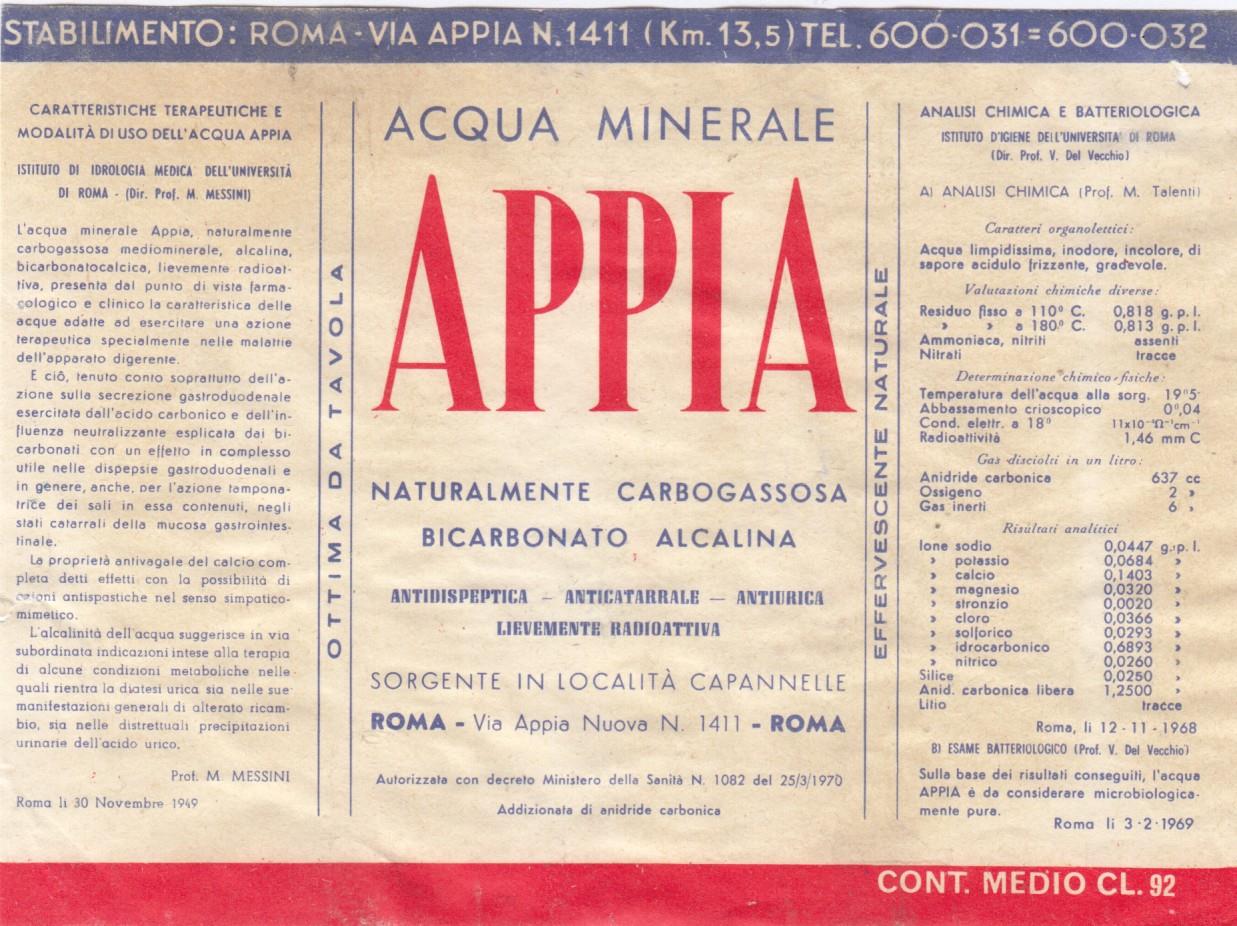 STABILIMENTO: ROMA - VIA APPIA N. 1411 (Km. 13,5) TEL. 600-031 = 600-032
CARATTERISTICHE TERAPEUTICHE E
MODALITÀ DI USO DELL'ACQUA APPIA
ISTITUTO DI IDROLOGIA MEDICA DELL'UNIVERSITÀ
DI ROMA - (Dir. Prof. M. MESSINI)
L'acqua minerale Appia, naturalmente
carbogassosa mediominerale, alcalina,
bicarbonatocalcica, lievemente radioat-
tiva, presenta dal punto di vista farma-
cologico e clinico la caratteristica delle
acque adatte ad esercitare una azione
terapeutica specialmente nelle malattie
dell'apparato digerente.
E ciò, tenuto conto soprattutto dell'a-
zione sulla secrezione gastroduodenale
esercitata dall'acido carbonico e dell'in-
fluenza neutralizzante esplicata dai bi-
carbonati con un effetto in complesso
utile nelle dispepsie gastroduodenali e
in genere, anche, per l'azione tampona-
trice dei sali in essa contenuti, negli
stati catarrali della mucosa gastrointes-
tinale.
La proprietà antivagale del calcio com-
pleta detti effetti con la possibilità di
azioni antispastiche nel senso simpatico-
mimetico.
L'alcalinità dell'acqua suggerisce in via
subordinata indicazioni intese alla terapia
di alcune condizioni metaboliche nelle
quali rientra la diatesi urica sia nelle sue
manifestazioni generali di alterato ricam-
bio, sia nelle distrettuali precipitazioni
urinarie dell'acido urico.
Prof. M. MESSINI
Roma li 30 Novembre 1949
OTTIMA DA TAVOLA
ACQUA MINERALE
APPIA
NATURALMENTE CARBOGASSOSA
BICARBONATO ALCALINA
ANTIDISPEPTICA - ANTICATARRALE - ANTIURICA
LIEVEMENTE RADIOATTIVA
SORGENTE IN LOCALITÀ CAPANNELLE
ROMA - Via Appia Nuova N. 1411 - ROMA
Autorizzata con decreto Ministero della Sanità N. 1082 del 25/3/1970
Addizionata di anidride carbonica
EFFERVESCENTE NATURALE
ANALISI CHIMICA E BATTERIOLOGICA
ISTITUTO D'IGIENE DELL'UNIVERSITA' DI ROMA
(Dir. Prof. V. Del Vecchio)
A) ANALISI CHIMICA (Prof. M. Talenti)
Caratteri organolettici:
Acqua limpidissima, inodore, incolore, di
sapore acidulo frizzante, gradevole.
Valutazioni chimiche diverse:
Residuo fisso a 110° C. 0,818 g. p. l.
» » a 180° C. 0,813 g. p. l.
Ammoniaca, nitriti assenti
Nitrati tracce
Determinazione chimico-fisiche:
Temperatura dell'acqua alla sorg. 19°5
Abbassamento crioscopico 0°,04
Cond. elettr. a 18° 11x10⁻⁴Ω⁻¹cm⁻¹
Radioattività 1,46 mm C
Gas disciolti in un litro:
Anidride carbonica 637 cc
Ossigeno 2 »
Gas inerti 6 »
Risultati analitici
Ione sodio 0,0447 g. p. l.
» potassio 0,0684 »
» calcio 0,1403 »
» magnesio 0,0320 »
» stronzio 0,0020 »
» cloro 0,0366 »
» solforico 0,0293 »
» idrocarbonico 0,6893 »
» nitrico 0,0260 »
Silice 0,0250 »
Anid. carbonica libera 1,2500 »
Litio tracce
Roma, li 12 - 11 - 1968
B) ESAME BATTERIOLOGICO (Prof. V. Del Vecchio)
Sulla base dei risultati conseguiti, l'acqua
APPIA è da considerare microbiologica-
mente pura.
Roma li 3-2-1969
CONT. MEDIO CL. 92